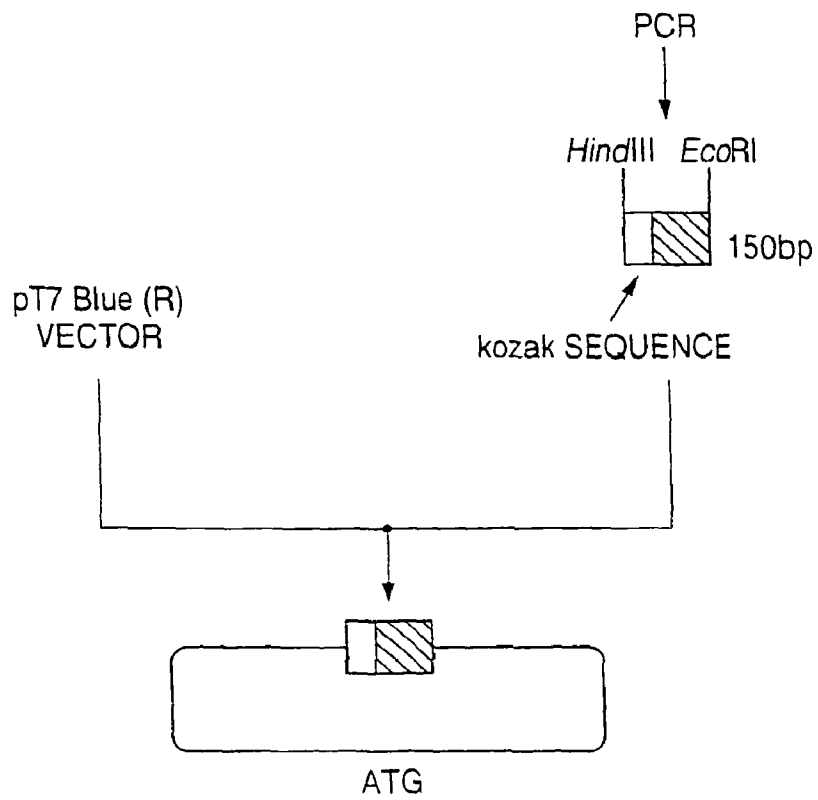 PCR
HindIII EcoRI
150bp
pT7 Blue (R)
VECTOR
kozak SEQUENCE
ATG